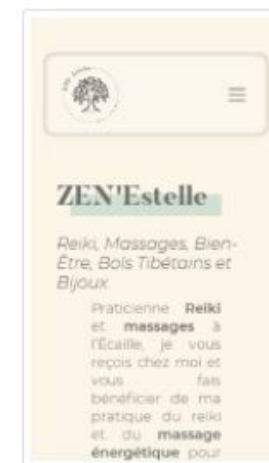 ZEN'Estelle
Reiki, Massages, Bien-
Être, Bols Tibétains et
Bijoux
Praticienne Reiki
et massages à
l'Écaille, je vous
reçois chez moi et
vous fais
bénéficier de ma
pratique du reiki
et du massage
énergétique pour